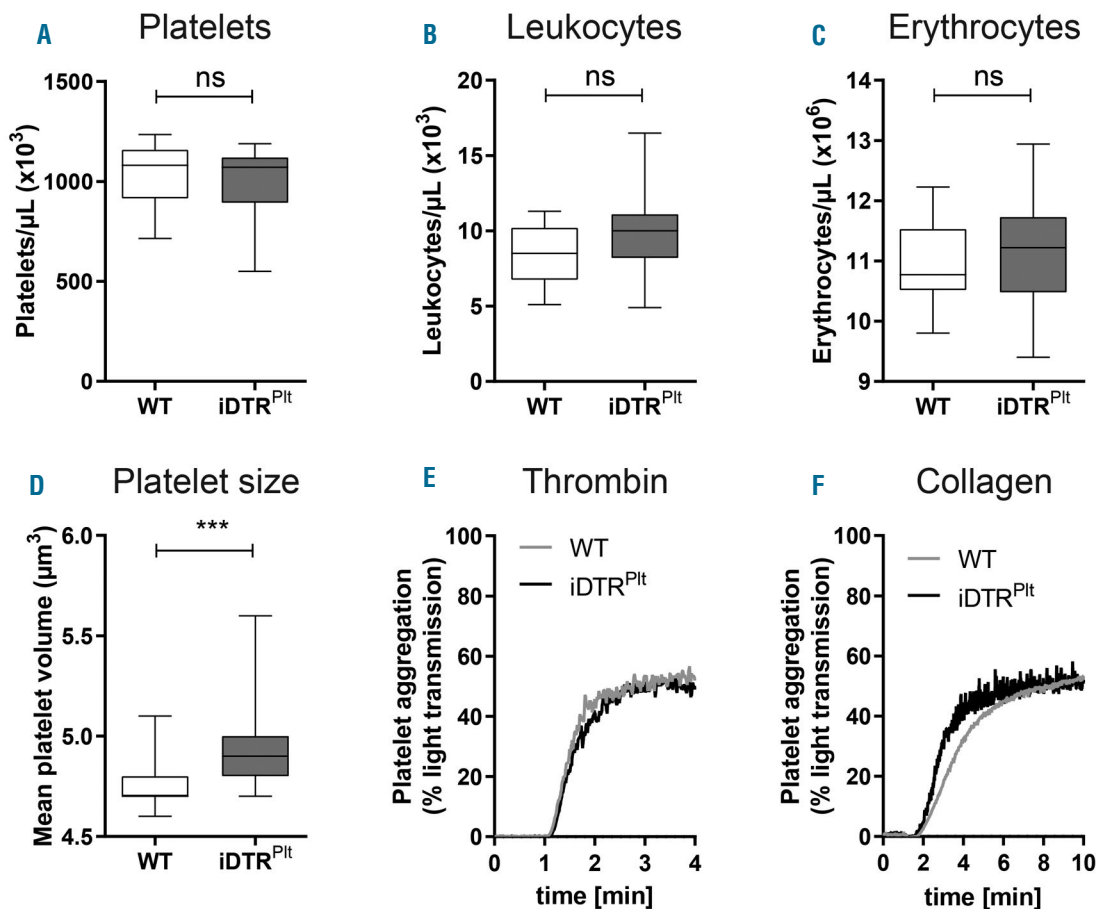 A
Platelets
Platelets/µL (x10³)
1500
1000
500
0
ns
WT
iDTR^Plt
B
Leukocytes
Leukocytes/µL (x10³)
20
15
10
5
0
ns
WT
iDTR^Plt
C
Erythrocytes
Erythrocytes/µL (x10⁶)
14
13
12
11
10
9
ns
WT
iDTR^Plt
D
Platelet size
Mean platelet volume (µm³)
6.0
5.5
5.0
4.5
***
WT
iDTR^Plt
E
Thrombin
Platelet aggregation
(% light transmission)
100
80
60
40
20
0
WT
iDTR^Plt
0 1 2 3 4
time [min]
F
Collagen
Platelet aggregation
(% light transmission)
100
80
60
40
20
0
WT
iDTR^Plt
0 2 4 6 8 10
time [min]